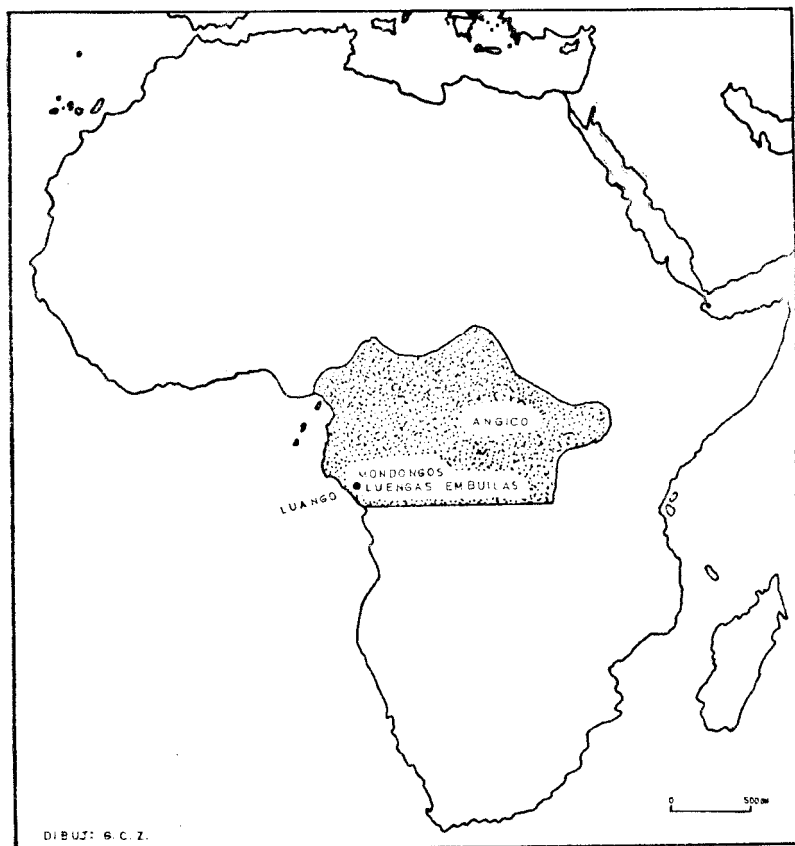 ANGICO
MONDONGOS
LUENGAS EMBUILAS
LUANGO
0 500
DIBUJ: G. C. Z.